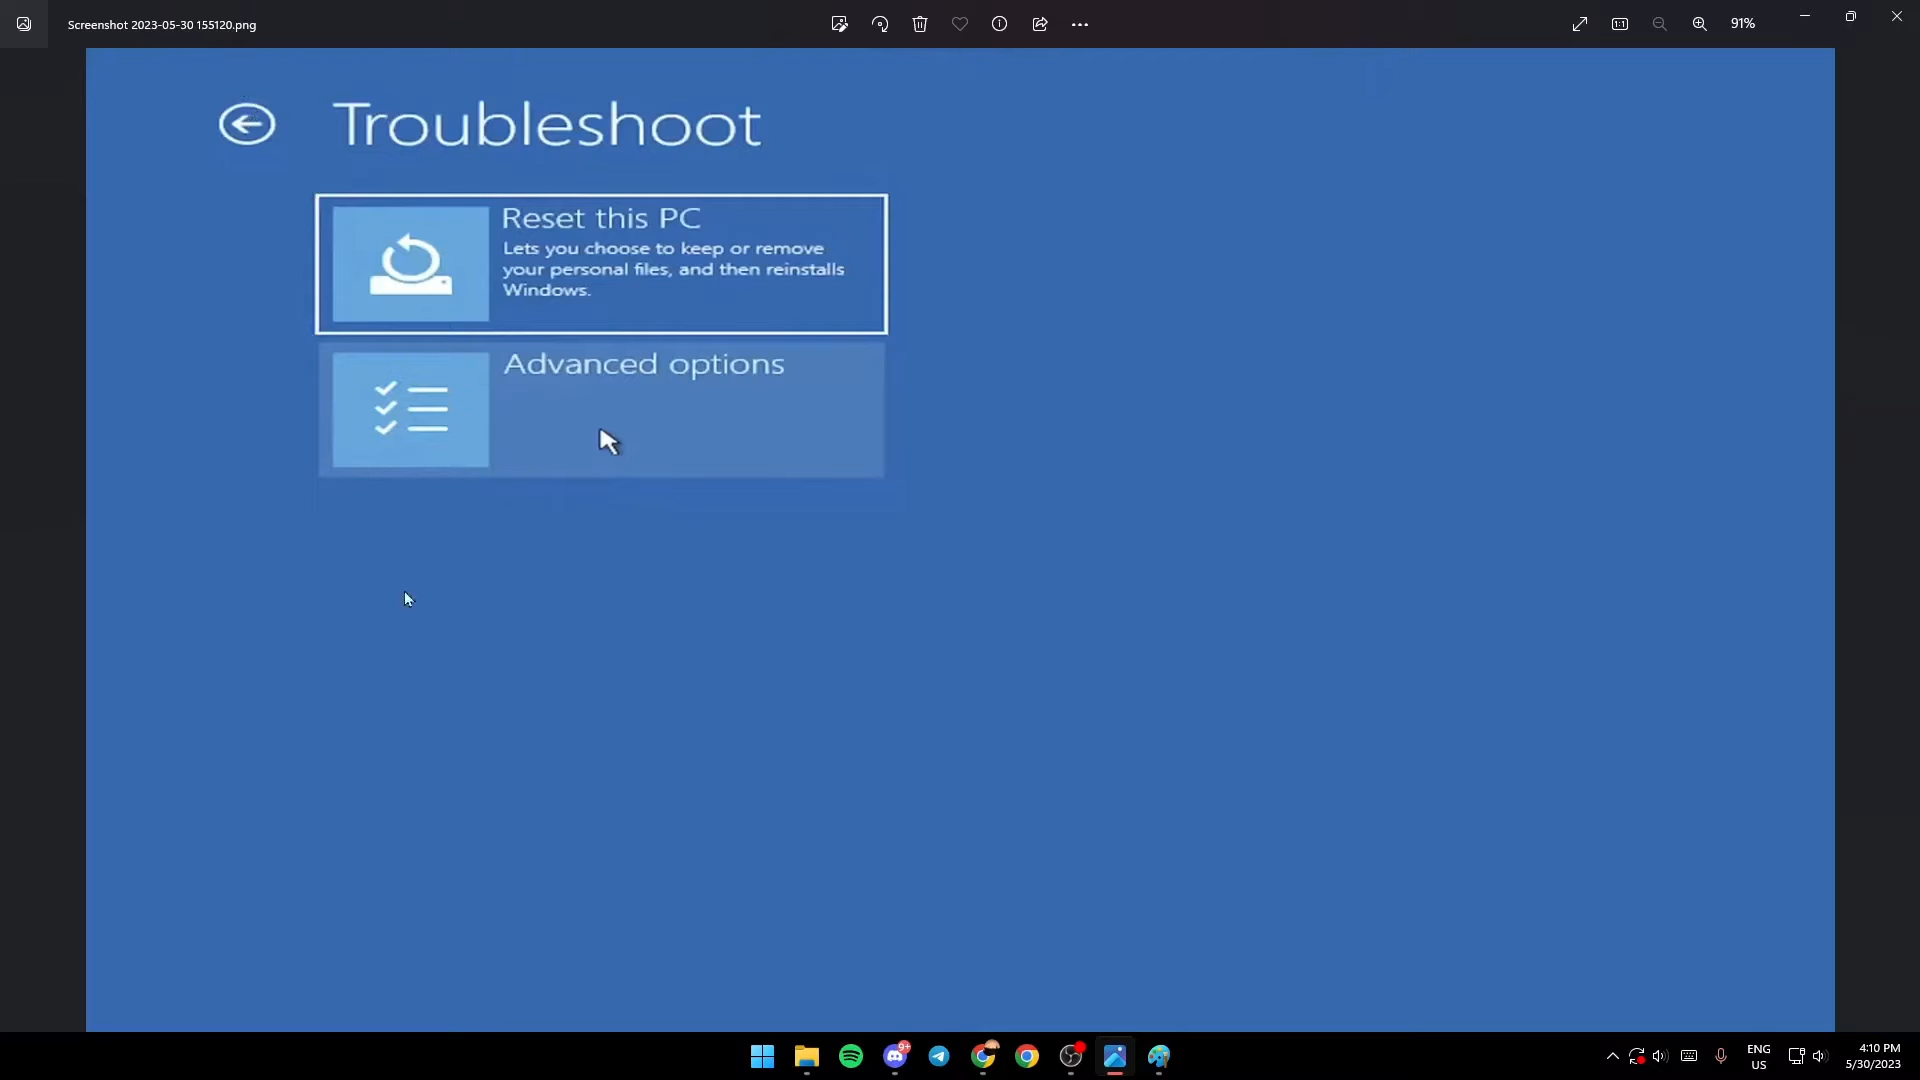 Screenshot 2023-05-30 155120.png
91%
Troubleshoot
Reset this PC
Lets you choose to keep or remove
your personal files, and then reinstalls
Windows.
Advanced options
9+
ENG
US
4:10 PM
5/30/2023